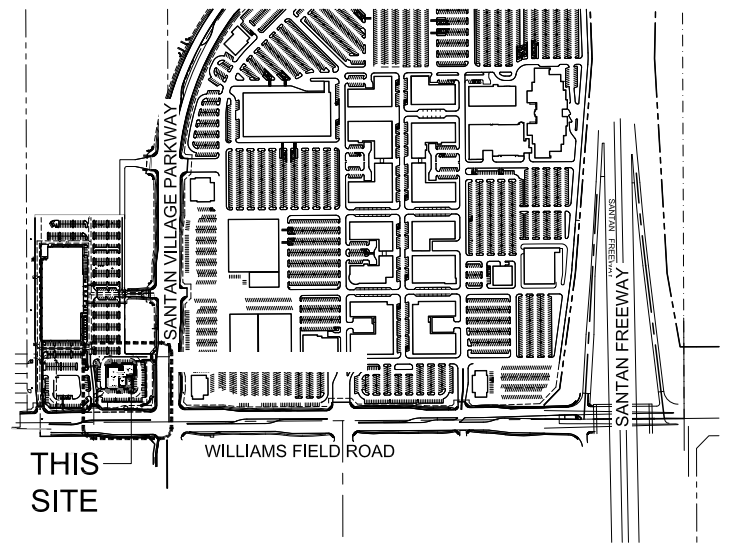 SANTAN VILLAGE PARKWAY
SANTAN FREEWAY
SANTAN FREEWAY
WILLIAMS FIELD ROAD
THIS
SITE